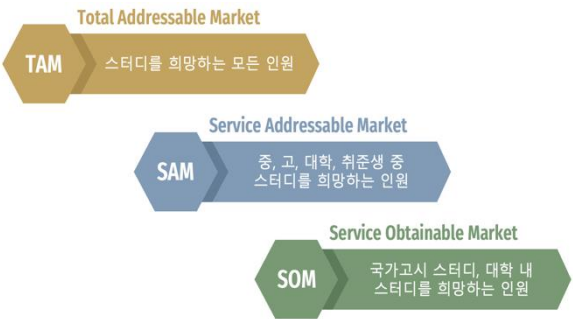 Total Addressable Market
TAM
스터디를 희망하는 모든 인원
Service Addressable Market
SAM
중, 고, 대학, 취준생 중
스터디를 희망하는 인원
Service Obtainable Market
SOM
국가고시 스터디, 대학 내
스터디를 희망하는 인원